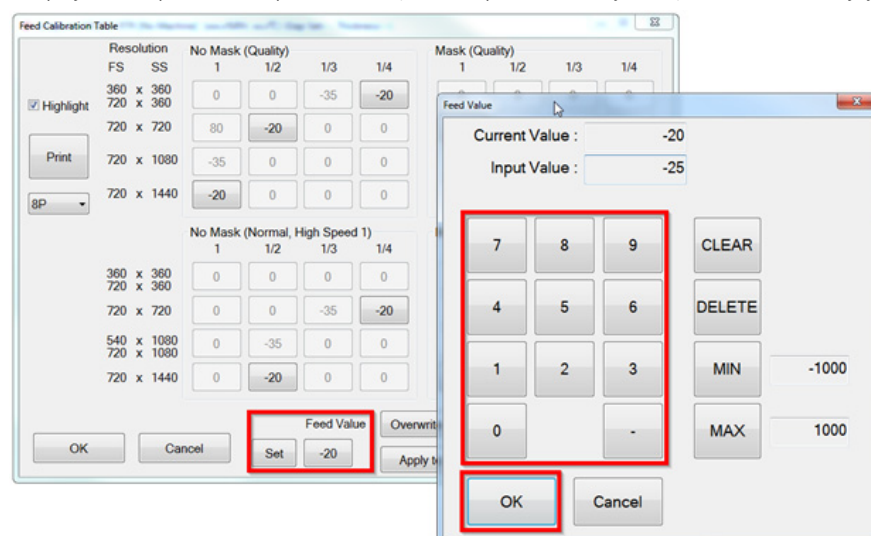 Feed Calibration Table
Resolution
FS SS
No Mask (Quality)
1 1/2 1/3 1/4
Mask (Quality)
1 1/2 1/3 1/4
Highlight
360 x 360
720 x 360
0 0 -35 -20
720 x 720
80 -20 0 0
Print
720 x 1080
-35 0 0 0
8P
720 x 1440
-20 0 0 0
No Mask (Normal, High Speed 1)
1 1/2 1/3 1/4
360 x 360
720 x 360
0 0 0 0
720 x 720
0 0 -35 -20
540 x 1080
720 x 1080
0 -35 0 0
720 x 1440
0 -20 0 0
OK
Cancel
Feed Value
Set -20
Feed Value
Current Value : -20
Input Value : -25
7 8 9 CLEAR
4 5 6 DELETE
1 2 3 MIN -1000
0 - MAX 1000
OK Cancel